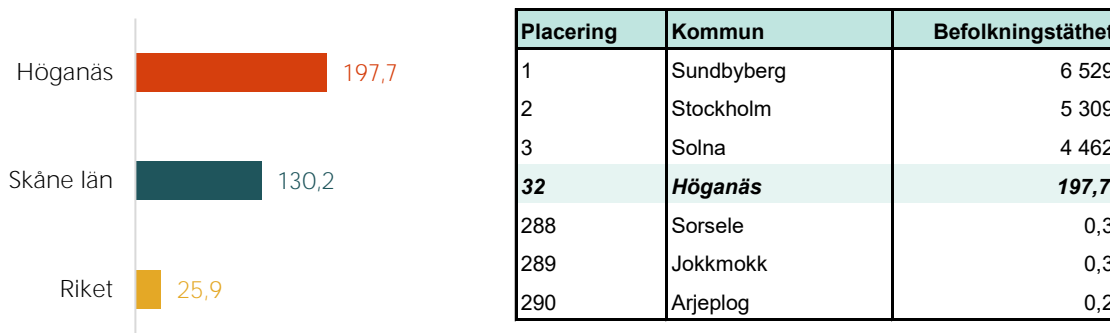 Höganäs 197,7
Skåne län 130,2
Riket 25,9
Placering Kommun Befolkningstäthet
1 Sundbyberg 6 529
2 Stockholm 5 309
3 Solna 4 462
32 Höganäs 197,7
288 Sorsele 0,3
289 Jokkmokk 0,3
290 Arjeplog 0,2